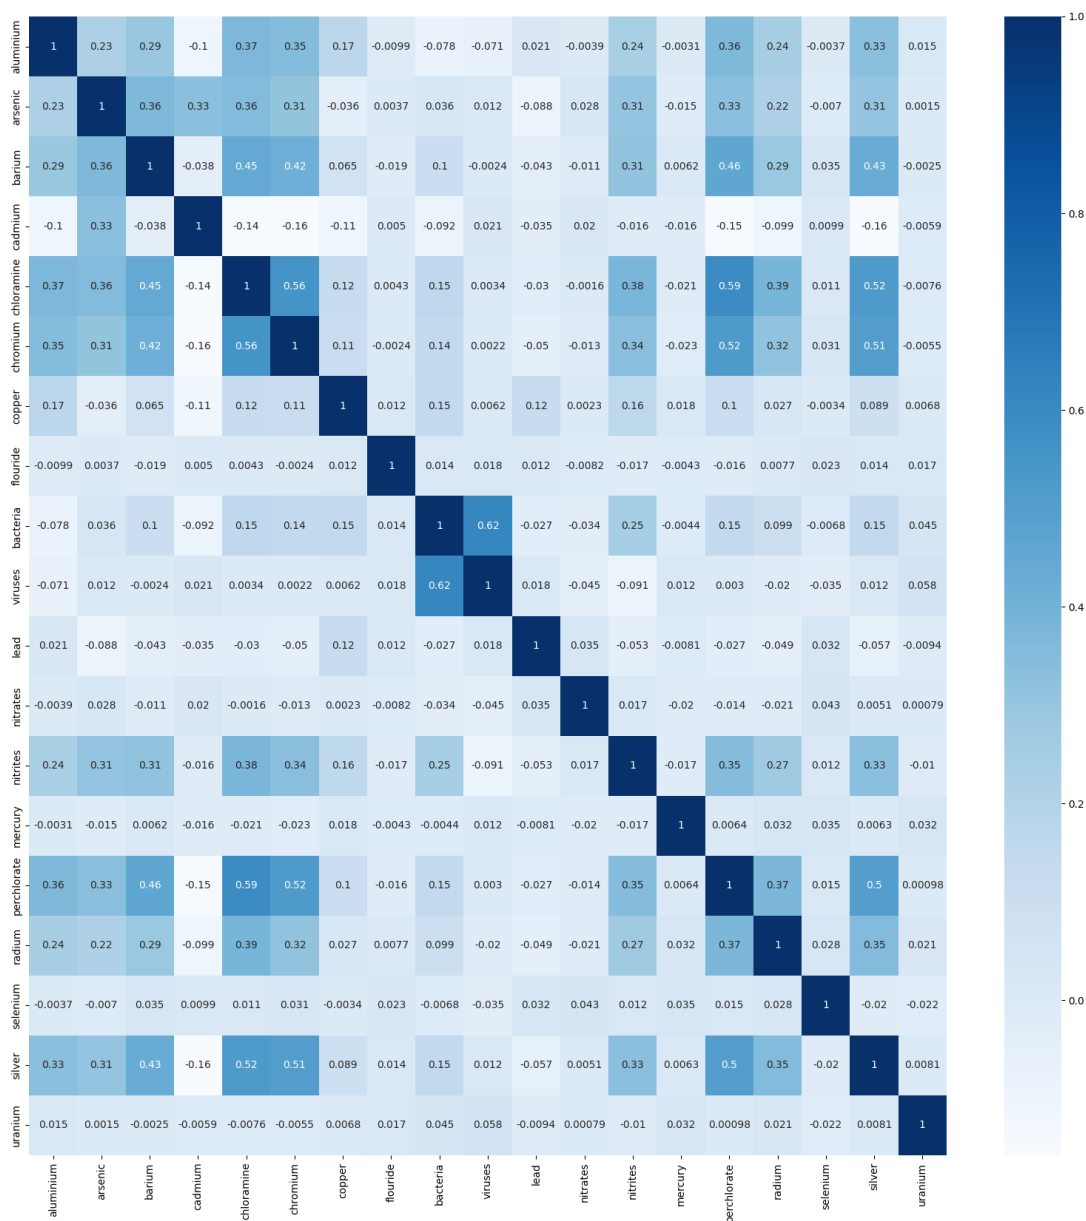 aluminium 1 0.23 0.29 -0.1 0.37 0.35 0.17 -0.0099 -0.078 -0.071 0.021 -0.0039 0.24 -0.0031 0.36 0.24 -0.0037 0.33 0.015
arsenic 0.23 1 0.36 0.33 0.36 0.31 -0.036 0.0037 0.036 0.012 -0.088 0.028 0.31 -0.015 0.33 0.22 -0.007 0.31 0.0015
barium 0.29 0.36 1 -0.038 0.45 0.42 0.065 -0.019 0.1 -0.0024 -0.043 -0.011 0.31 0.0062 0.46 0.29 0.035 0.43 -0.0025
cadmium -0.1 0.33 -0.038 1 -0.14 -0.16 -0.11 0.005 -0.092 0.021 -0.035 0.02 -0.016 -0.016 -0.15 -0.099 0.0099 -0.16 -0.0059
chloramine 0.37 0.36 0.45 -0.14 1 0.56 0.12 0.0043 0.15 0.0034 -0.03 -0.0016 0.38 -0.021 0.59 0.39 0.011 0.52 -0.0076
chromium 0.35 0.31 0.42 -0.16 0.56 1 0.11 -0.0024 0.14 0.0022 -0.05 -0.013 0.34 -0.023 0.52 0.32 0.031 0.51 -0.0055
copper 0.17 -0.036 0.065 -0.11 0.12 0.11 1 0.012 0.15 0.0062 0.12 0.0023 0.16 0.018 0.1 0.027 -0.0034 0.089 0.0068
flouride -0.0099 0.0037 -0.019 0.005 0.0043 -0.0024 0.012 1 0.014 0.018 0.012 -0.0082 -0.017 -0.0043 -0.016 0.0077 0.023 0.014 0.017
bacteria -0.078 0.036 0.1 -0.092 0.15 0.14 0.15 0.014 1 0.62 -0.027 -0.034 0.25 -0.0044 0.15 0.099 -0.0068 0.15 0.045
viruses -0.071 0.012 -0.0024 0.021 0.0034 0.0022 0.0062 0.018 0.62 1 0.018 -0.045 -0.091 0.012 0.003 -0.02 -0.035 0.012 0.058
lead 0.021 -0.088 -0.043 -0.035 -0.03 -0.05 0.12 0.012 -0.027 0.018 1 0.035 -0.053 -0.0081 -0.027 -0.049 0.032 -0.057 -0.0094
nitrates -0.0039 0.028 -0.011 0.02 -0.0016 -0.013 0.0023 -0.0082 -0.034 -0.045 0.035 1 0.017 -0.02 -0.014 -0.021 0.043 0.0051 0.00079
nitrites 0.24 0.31 0.31 -0.016 0.38 0.34 0.16 -0.017 0.25 -0.091 -0.053 0.017 1 -0.017 0.35 0.27 0.012 0.33 -0.01
mercury -0.0031 -0.015 0.0062 -0.016 -0.021 -0.023 0.018 -0.0043 -0.0044 0.012 -0.0081 -0.02 -0.017 1 0.0064 0.032 0.035 0.0063 0.032
perchlorate 0.36 0.33 0.46 -0.15 0.59 0.52 0.1 -0.016 0.15 0.003 -0.027 -0.014 0.35 0.0064 1 0.37 0.015 0.5 0.00098
radium 0.24 0.22 0.29 -0.099 0.39 0.32 0.027 0.0077 0.099 -0.02 -0.049 -0.021 0.27 0.032 0.37 1 0.028 0.35 0.021
selenium -0.0037 -0.007 0.035 0.0099 0.011 0.031 -0.0034 0.023 -0.0068 -0.035 0.032 0.043 0.012 0.035 0.015 0.028 1 -0.02 -0.022
silver 0.33 0.31 0.43 -0.16 0.52 0.51 0.089 0.014 0.15 0.012 -0.057 0.0051 0.33 0.0063 0.5 0.35 -0.02 1 0.0081
uranium 0.015 0.0015 -0.0025 -0.0059 -0.0076 -0.0055 0.0068 0.017 0.045 0.058 -0.0094 0.00079 -0.01 0.032 0.00098 0.021 -0.022 0.0081 1
aluminium arsenic barium cadmium chloramine chromium copper flouride bacteria viruses lead nitrates nitrites mercury perchlorate radium selenium silver uranium
1.0
0.8
0.6
0.4
0.2
0.0